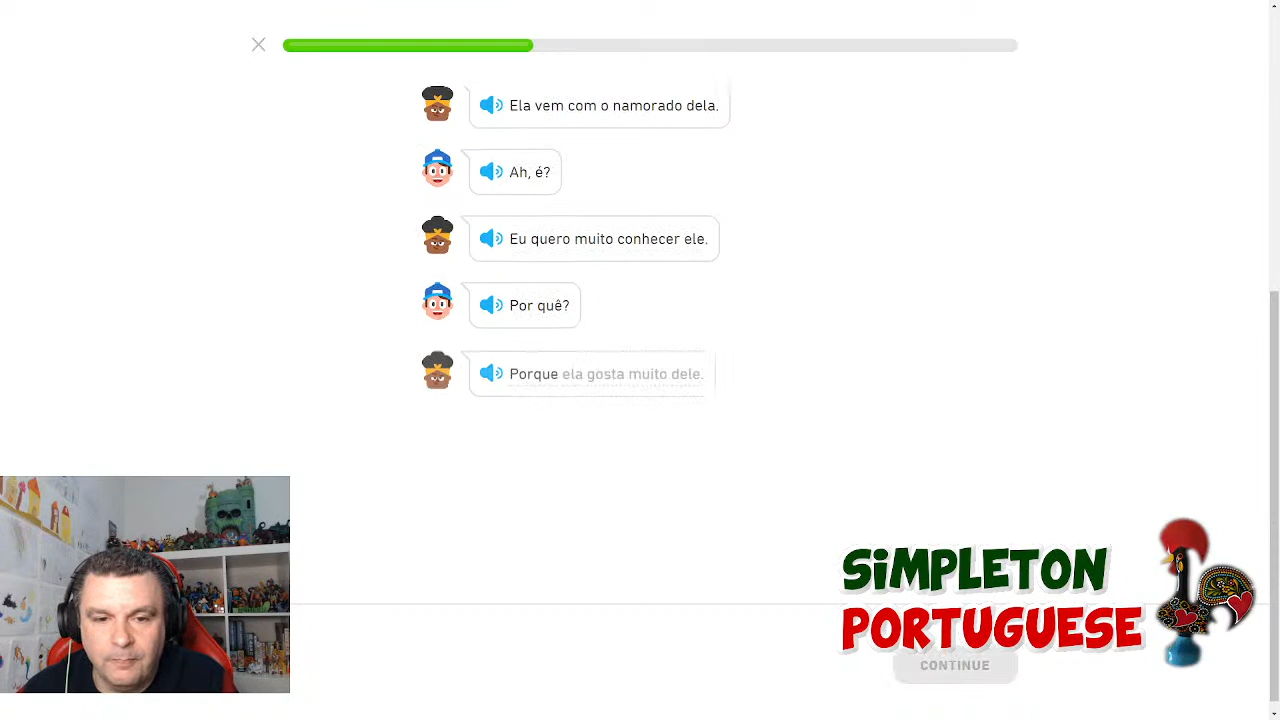 Ela vem com o namorado dela.
Ah, é?
Eu quero muito conhecer ele.
Por quê?
Porque ela gosta muito dele.
SiMPLETON
PORTUGUESE
CONTINUE